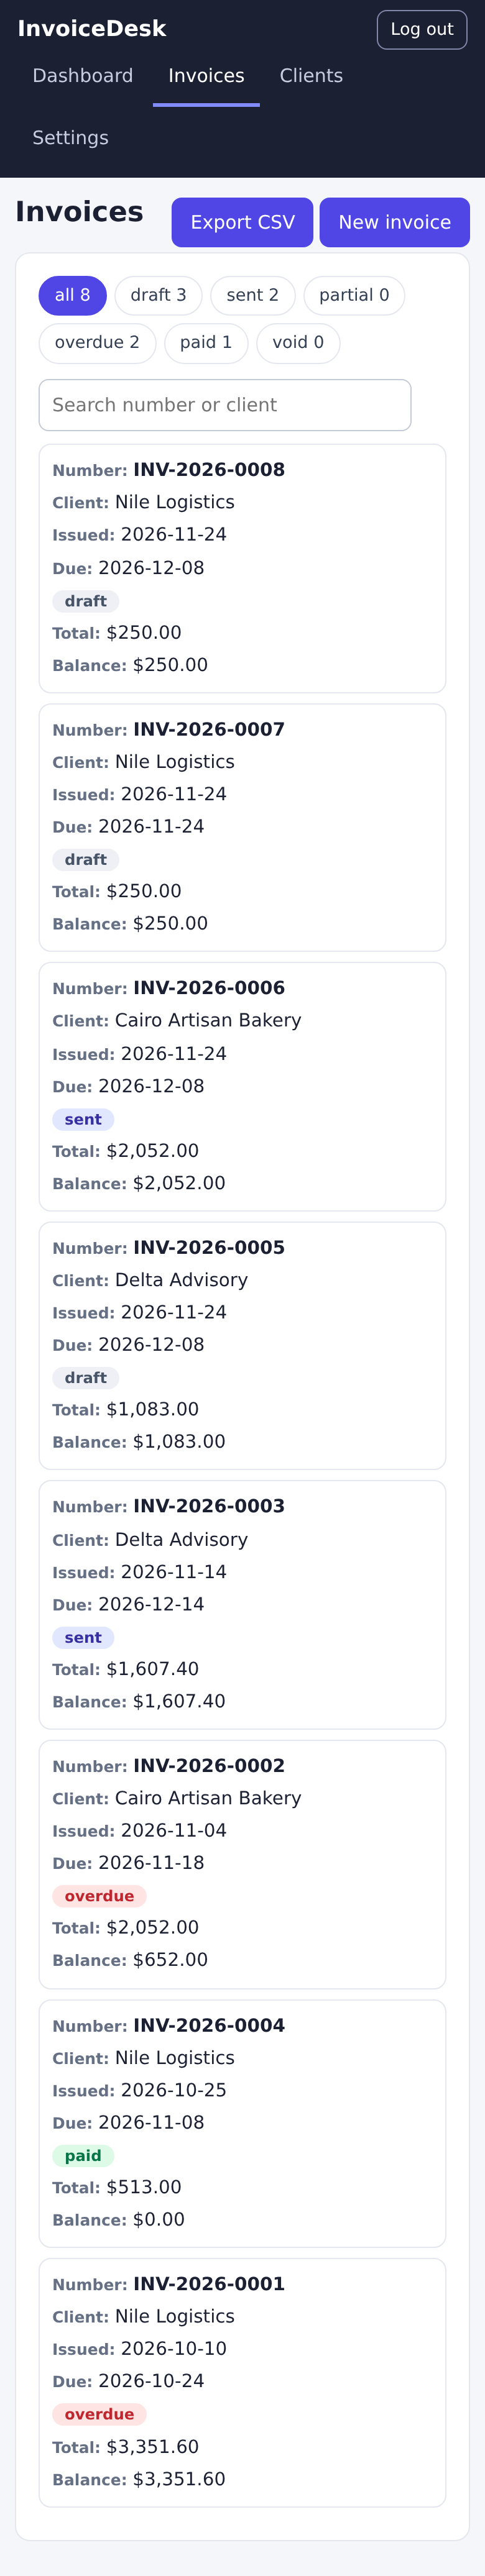 InvoiceDesk
Log out
Dashboard Invoices Clients
Settings
Invoices
Export CSV
New invoice
all 8 draft 3 sent 2 partial 0
overdue 2 paid 1 void 0
Search number or client
Number: INV-2026-0008
Client: Nile Logistics
Issued: 2026-11-24
Due: 2026-12-08
draft
Total: $250.00
Balance: $250.00
Number: INV-2026-0007
Client: Nile Logistics
Issued: 2026-11-24
Due: 2026-11-24
draft
Total: $250.00
Balance: $250.00
Number: INV-2026-0006
Client: Cairo Artisan Bakery
Issued: 2026-11-24
Due: 2026-12-08
sent
Total: $2,052.00
Balance: $2,052.00
Number: INV-2026-0005
Client: Delta Advisory
Issued: 2026-11-24
Due: 2026-12-08
draft
Total: $1,083.00
Balance: $1,083.00
Number: INV-2026-0003
Client: Delta Advisory
Issued: 2026-11-14
Due: 2026-12-14
sent
Total: $1,607.40
Balance: $1,607.40
Number: INV-2026-0002
Client: Cairo Artisan Bakery
Issued: 2026-11-04
Due: 2026-11-18
overdue
Total: $2,052.00
Balance: $652.00
Number: INV-2026-0004
Client: Nile Logistics
Issued: 2026-10-25
Due: 2026-11-08
paid
Total: $513.00
Balance: $0.00
Number: INV-2026-0001
Client: Nile Logistics
Issued: 2026-10-10
Due: 2026-10-24
overdue
Total: $3,351.60
Balance: $3,351.60